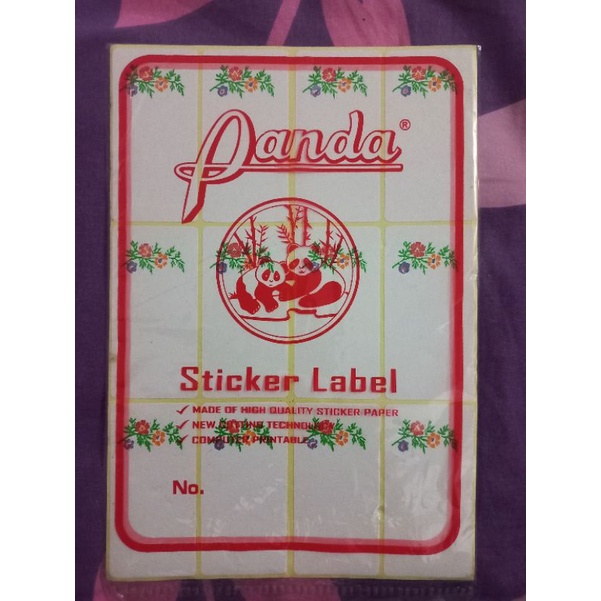 Panda®
Sticker Label
✓ MADE OF HIGH QUALITY STICKER PAPER
✓ NEW CUTTING TECHNOLOGY
✓ COMPUTER PRINTABLE
No.